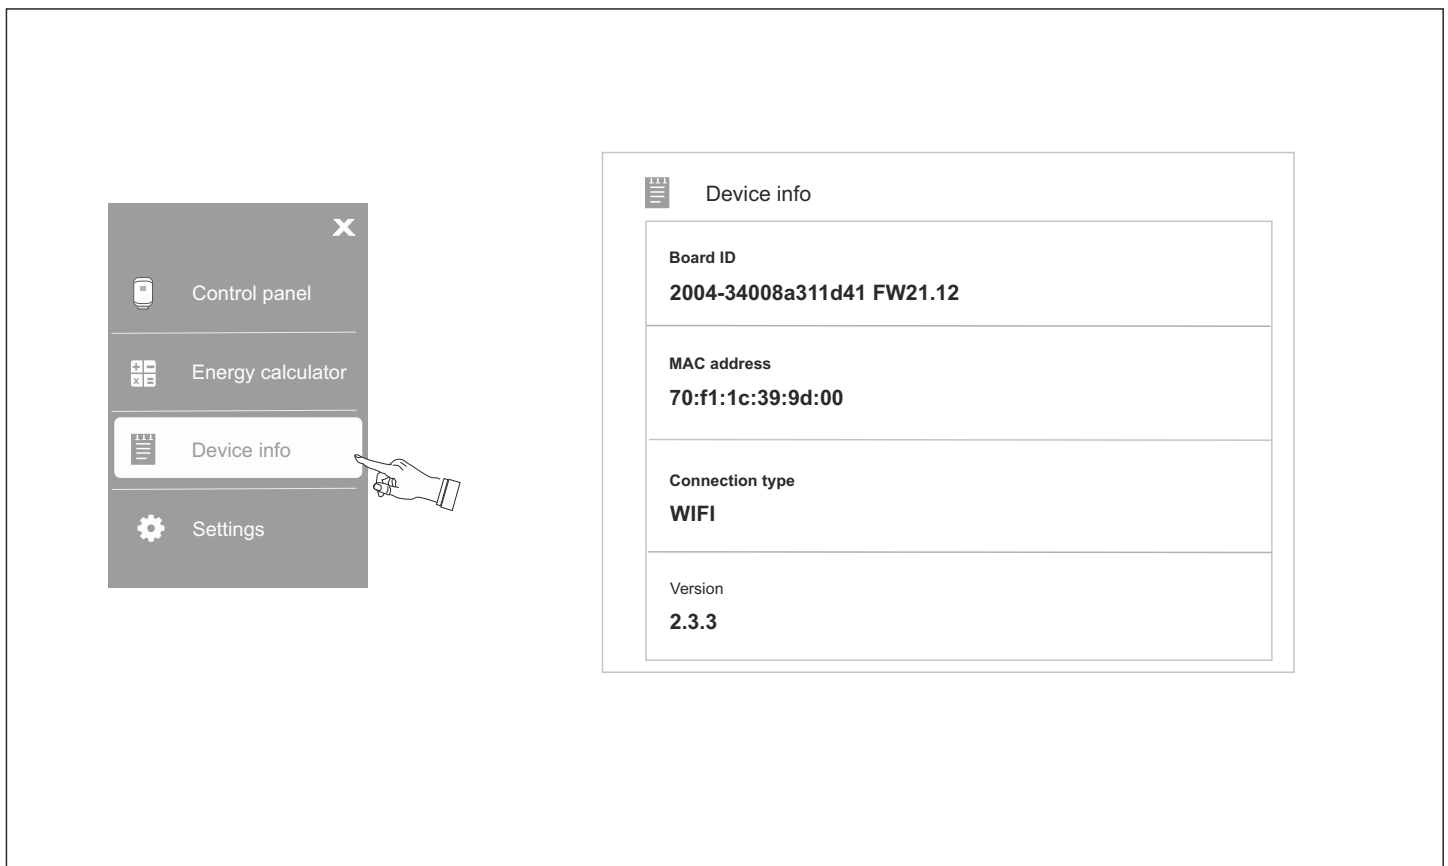 X
Control panel
Energy calculator
Device info
Settings
Device info
Board ID
2004-34008a311d41 FW21.12
MAC address
70:f1:1c:39:9d:00
Connection type
WIFI
Version
2.3.3